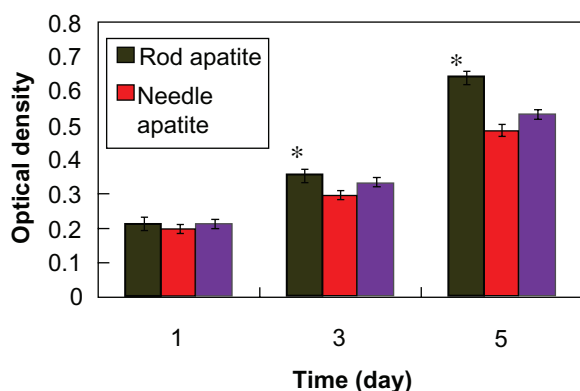 0.8
0.7
0.6
0.5
0.4
0.3
0.2
0.1
0
Optical density
Rod apatite
Needle
apatite
*
*
1 3 5
Time (day)